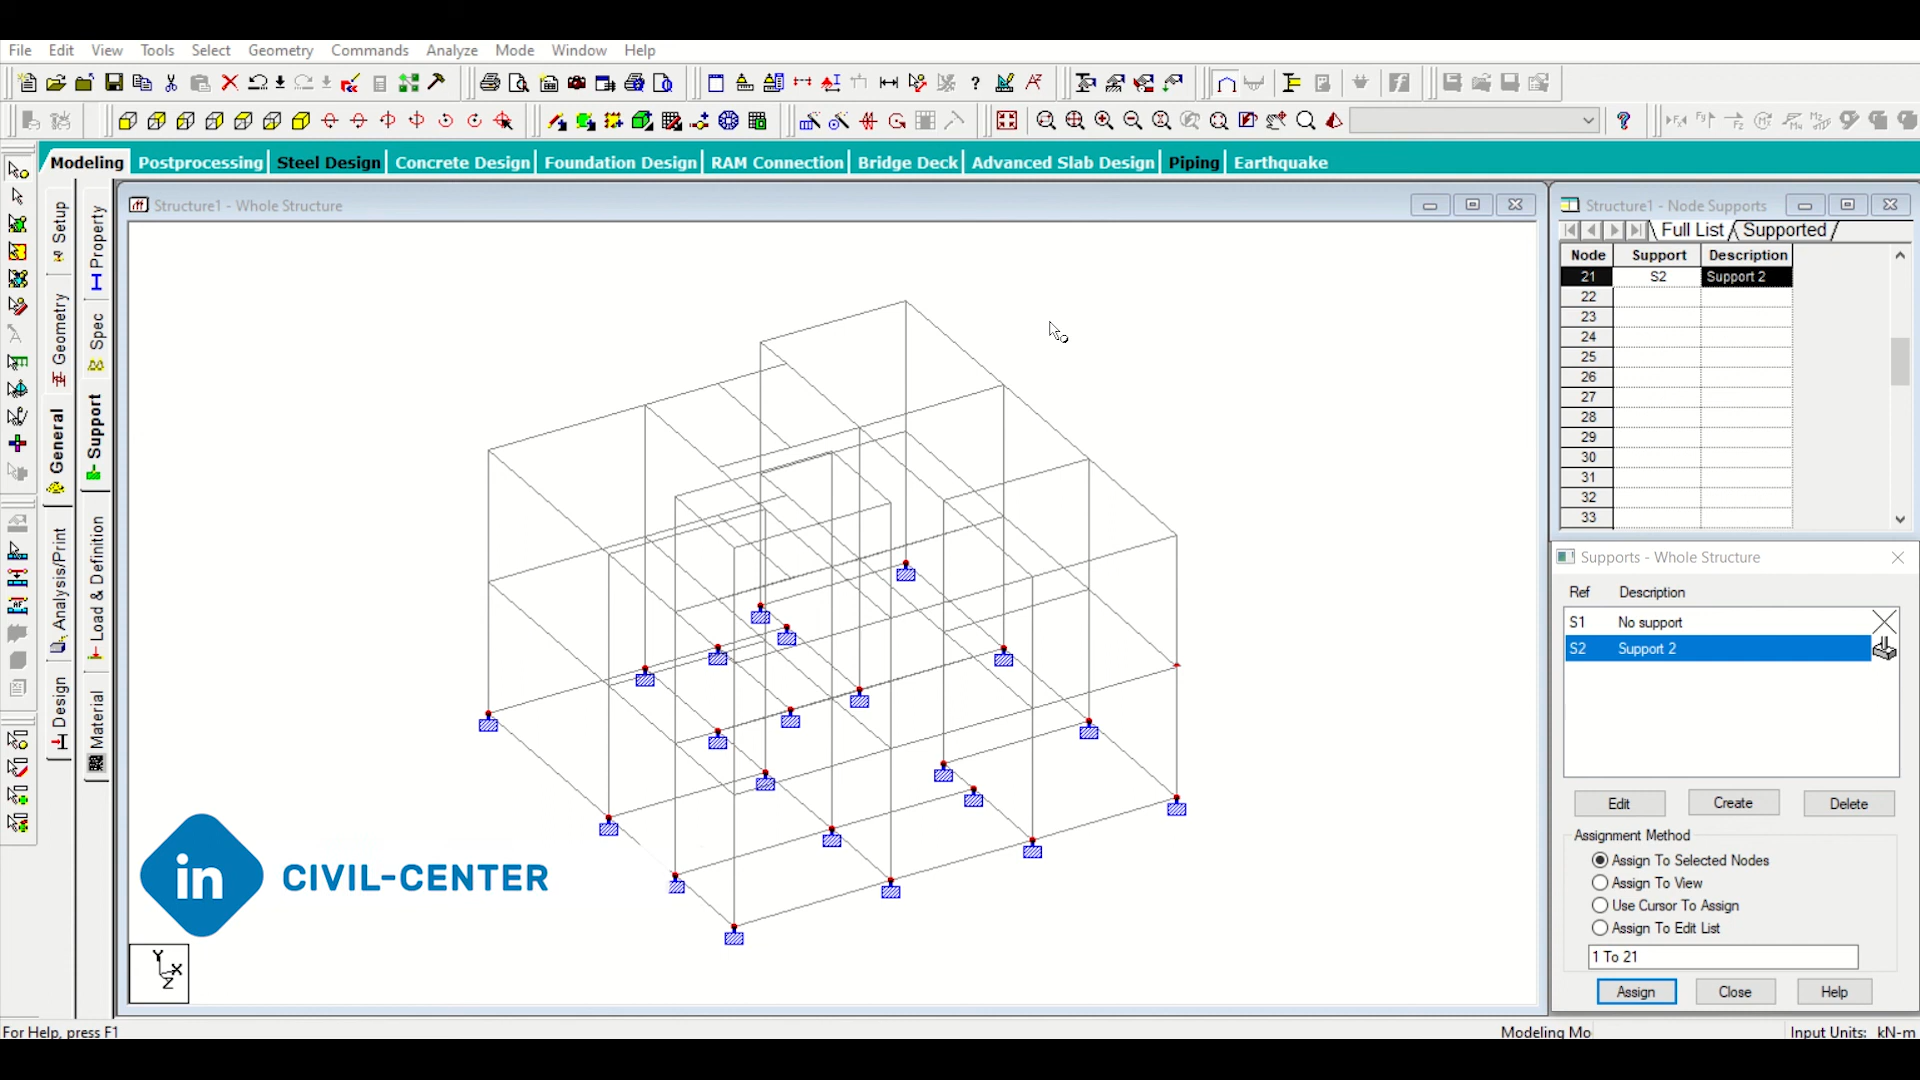 File Edit View Tools Select Geometry Commands Analyze Mode Window Help
Modeling Postprocessing Steel Design Concrete Design Foundation Design RAM Connection Bridge Deck Advanced Slab Design Piping Earthquake
Setup
Geometry
General
Analysis/Print
Design
Property
Spec
Support
Load & Definition
Material
Structure1 - Whole Structure
Y
X
Z
in CIVIL-CENTER
Structure1 - Node Supports
Full List Supported
Node Support Description
21 S2 Support 2
22
23
24
25
26
27
28
29
30
31
32
33
Supports - Whole Structure
Ref Description
S1 No support
S2 Support 2
Edit Create Delete
Assignment Method
Assign To Selected Nodes
Assign To View
Use Cursor To Assign
Assign To Edit List
1 To 21
Assign Close Help
For Help, press F1 Modeling Mo Input Units: kN-m